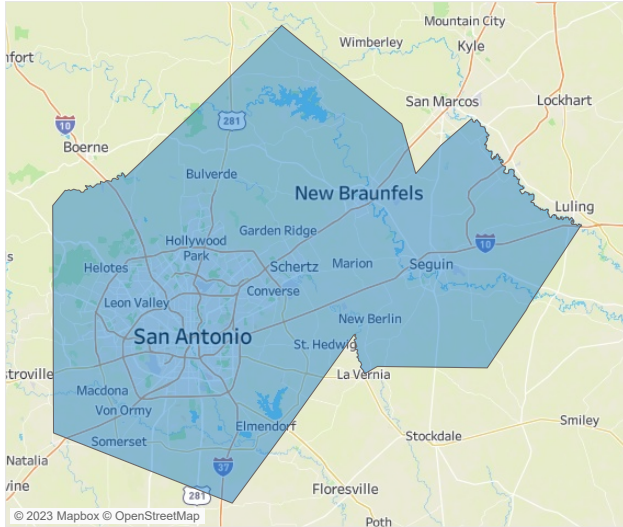 Mountain City
Wimberley
Kyle
nfort
San Marcos
Lockhart
281
10
Boerne
Bulverde
New Braunfels
Luling
Garden Ridge
Hollywood
Park
10
Helotes
Schertz
Marion
Seguin
Converse
Leon Valley
New Berlin
San Antonio
St. Hedwig
stroville
La Vernia
Macdona
Von Ormy
Elmendorf
Smiley
Somerset
Stockdale
Natalia
37
vine
281
Floresville
© 2023 Mapbox © OpenStreetMap
Poth